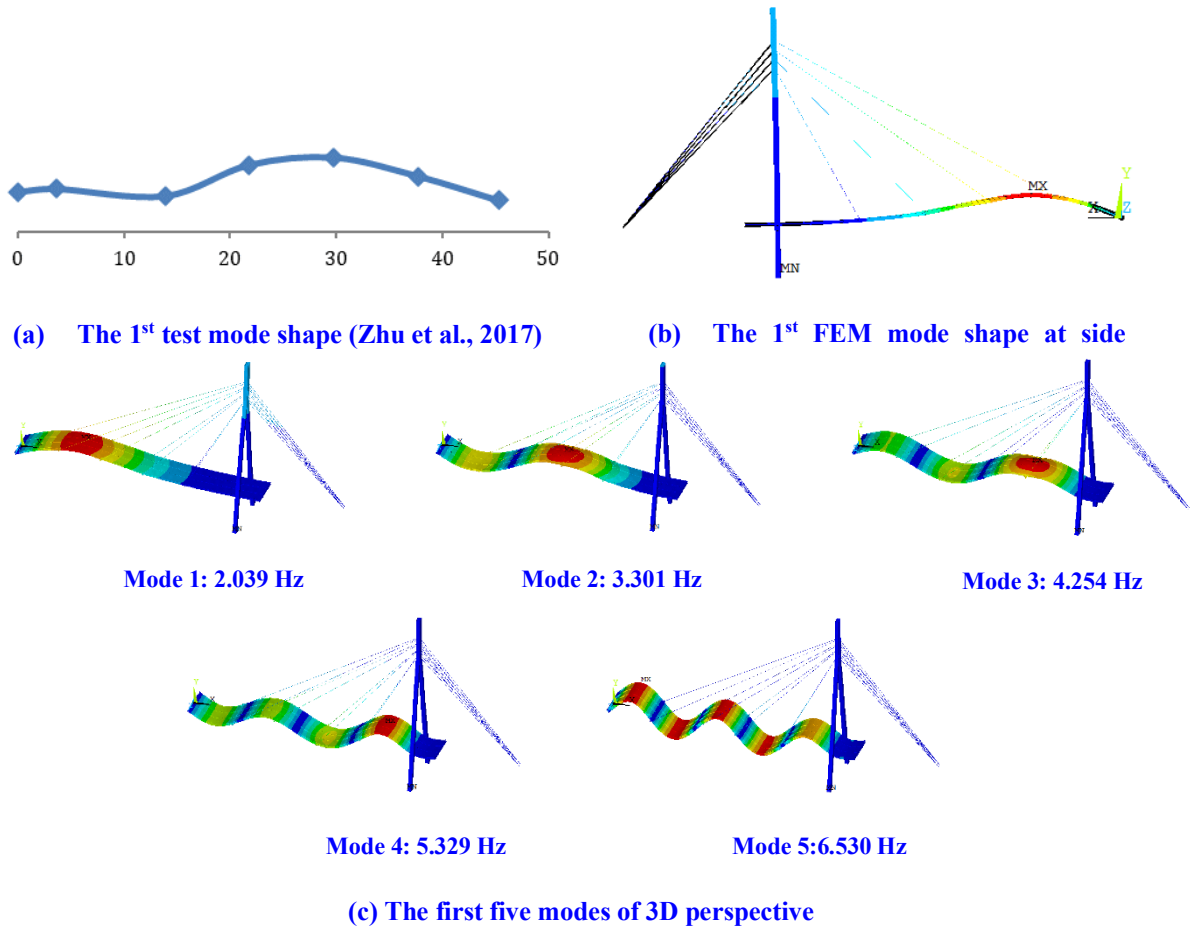 0 10 20 30 40 50
MX
Y
X Z
MN
(a) The 1st test mode shape (Zhu et al., 2017)
(b) The 1st FEM mode shape at side
Mode 1: 2.039 Hz
Mode 2: 3.301 Hz
Mode 3: 4.254 Hz
MX
Mode 4: 5.329 Hz
Mode 5:6.530 Hz
(c) The first five modes of 3D perspective